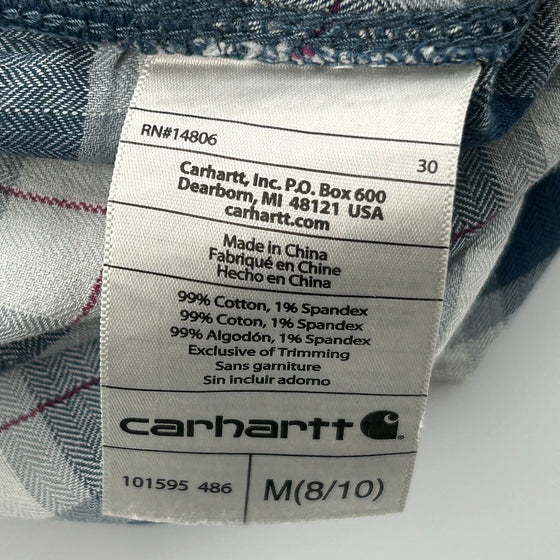 RN#14806
30
Carhartt, Inc. P.O. Box 600
Dearborn, MI 48121 USA
carhartt.com
Made in China
Fabriqué en Chine
Hecho en China
99% Cotton, 1% Spandex
99% Coton, 1% Spandex
99% Algodón, 1% Spandex
Exclusive of Trimming
Sans garniture
Sin incluir adorno
carhartt
101595 486
M(8/10)